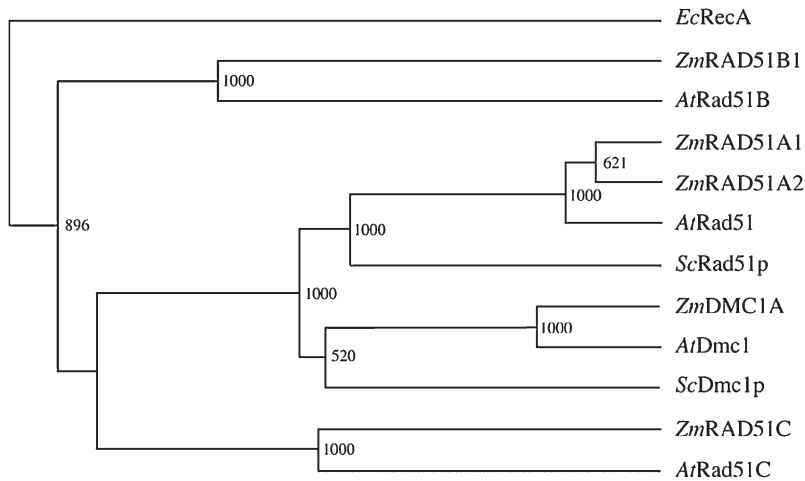 EcRecA
ZmRAD51B1
1000
AtRad51B
ZmRAD51A1
621
ZmRAD51A2
1000
AtRad51
896
1000
ScRad51p
1000
ZmDMC1A
1000
AtDmc1
520
ScDmc1p
ZmRAD51C
1000
AtRad51C